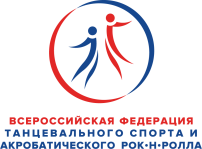 ВСЕРОССИЙСКАЯ ФЕДЕРАЦИЯ
ТАНЦЕВАЛЬНОГО СПОРТА И
АКРОБАТИЧЕСКОГО РОК•Н•РОЛЛА